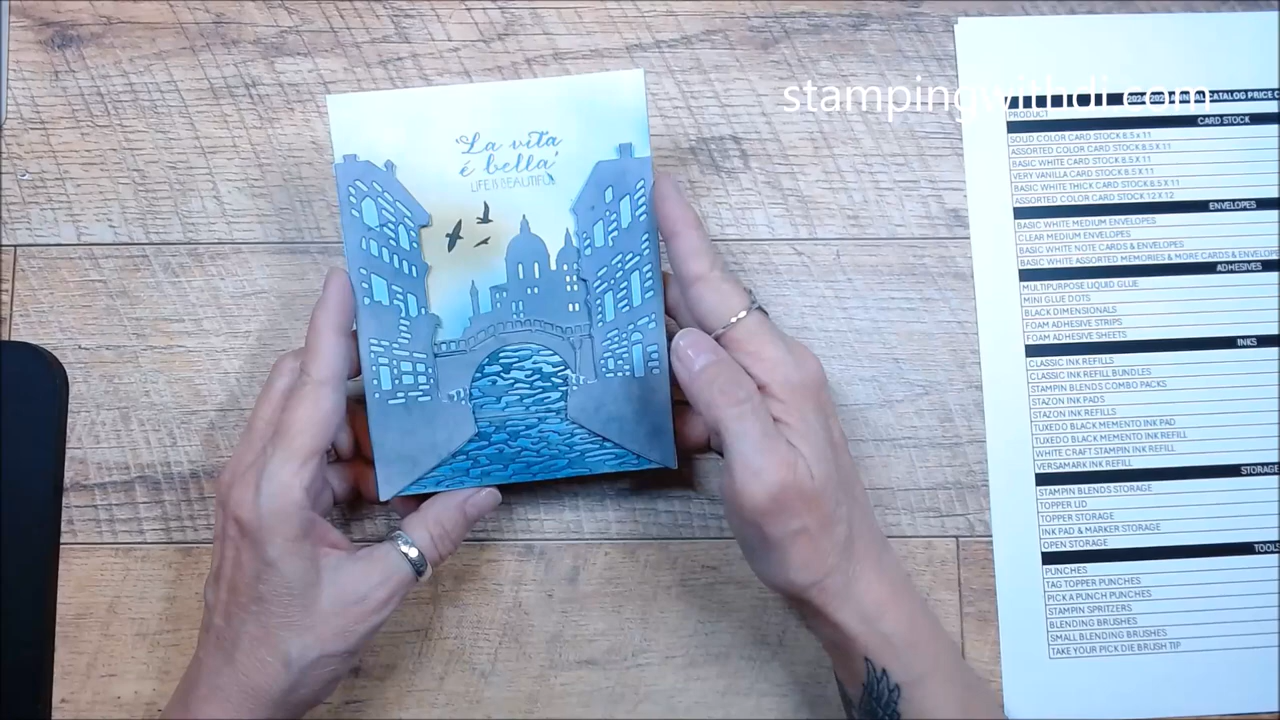 'La vita
é bella'
LIFE IS BEAUTIFUL
stampingwithdi.com
ANNUAL CATALOG PRICE
PRODUCT
CARD STOCK
SOLID COLOR CARD STOCK 8.5 x 11
ASSORTED COLOR CARD STOCK 8.5 X 11
BASIC WHITE CARD STOCK 8.5 x 11
VERY VANILLA CARD STOCK 8.5 x 11
BASIC WHITE THICK CARD STOCK 8.5 x 11
ASSORTED COLOR CARD STOCK 12 X 12
ENVELOPES
BASIC WHITE MEDIUM ENVELOPES
CLEAR MEDIUM ENVELOPES
BASIC WHITE NOTE CARDS & ENVELOPES
BASIC WHITE ASSORTED MEMORIES & MORE CARDS & ENVELOP
ADHESIVES
MULTIPURPOSE LIQUID GLUE
MINI GLUE DOTS
BLACK DIMENSIONALS
FOAM ADHESIVE STRIPS
FOAM ADHESIVE SHEETS
INKS
CLASSIC INK REFILLS
CLASSIC INK REFILL BUNDLES
STAMPIN BLENDS COMBO PACKS
STAZON INK PADS
STAZON INK REFILLS
TUXEDO BLACK MEMENTO INK PAD
TUXEDO BLACK MEMENTO INK REFILL
WHITE CRAFT STAMPIN INK REFILL
VERSAMARK INK REFILL
STORAGE
STAMPIN BLENDS STORAGE
TOPPER LID
TOPPER STORAGE
INK PAD & MARKER STORAGE
OPEN STORAGE
TOOLS
PUNCHES
TAG TOPPER PUNCHES
PICK A PUNCH PUNCHES
STAMPIN SPRITZERS
BLENDING BRUSHES
SMALL BLENDING BRUSHES
TAKE YOUR PICK DIE BRUSH TIP